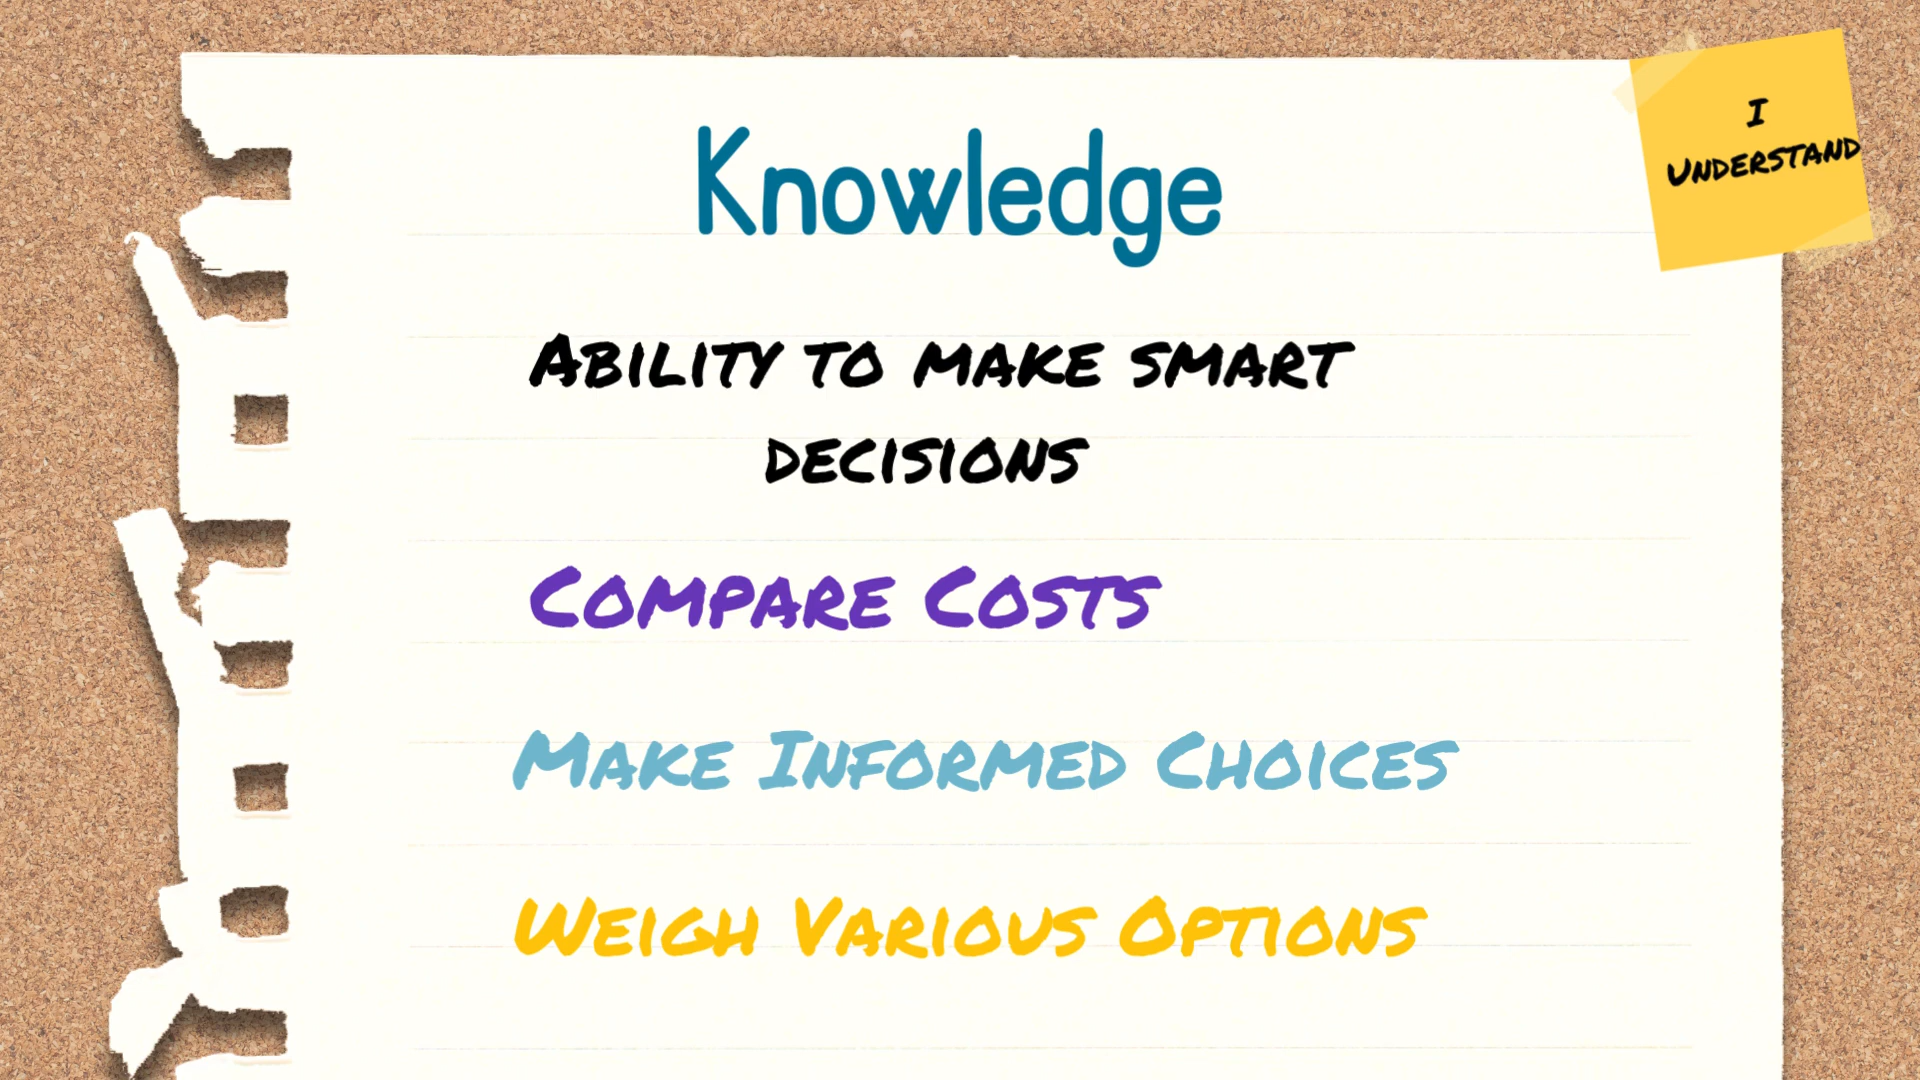 Knowledge
I
UNDERSTAND
ABILITY TO MAKE SMART
DECISIONS
COMPARE COSTS
MAKE INFORMED CHOICES
WEIGH VARIOUS OPTIONS